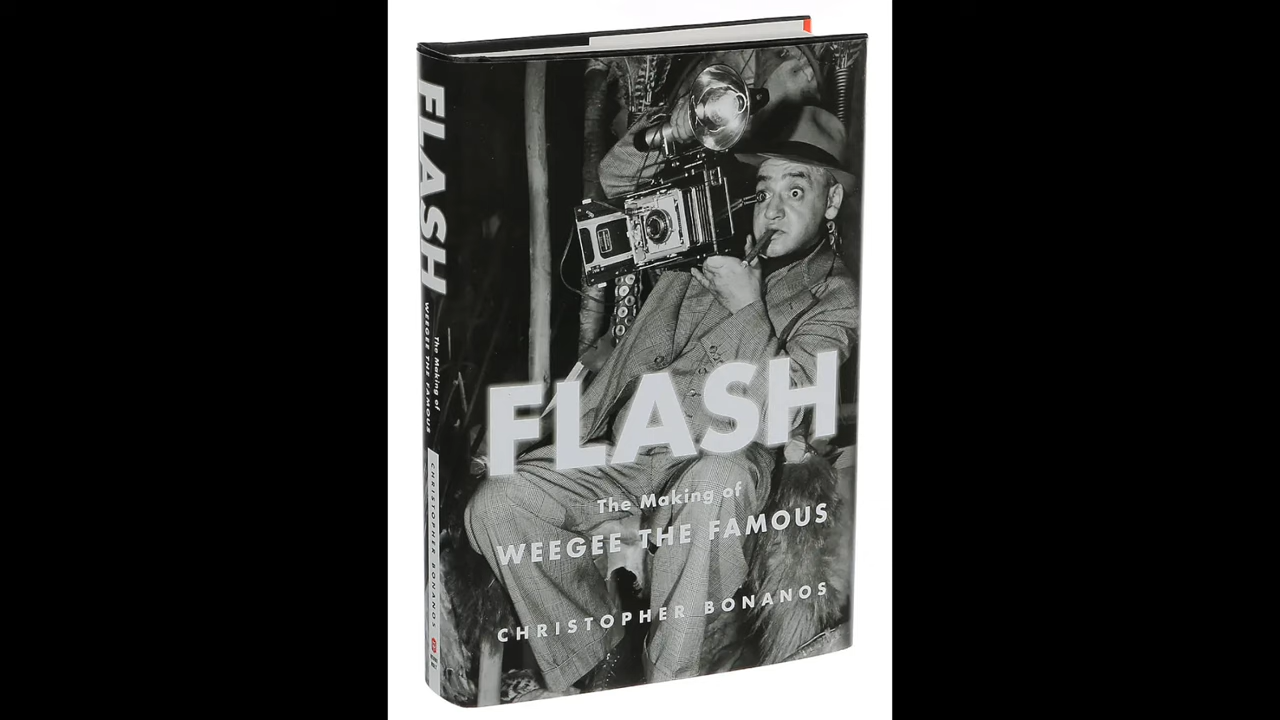 FLASH
The Making of
WEEGEE THE FAMOUS
CHRISTOPHER BONANOS
FLASH
The Making of
WEEGEE THE FAMOUS
CHRISTOPHER BONANOS